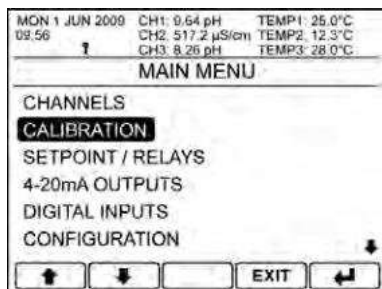 MON 1 JUN 2009 CH1: 9.64 pH TEMP1: 25.0°C
09:56 CH2: 517.2 µS/cm TEMP2: 12.3°C
CH3: 8.26 pH TEMP3: 28.0°C
MAIN MENU
CHANNELS
CALIBRATION
SETPOINT / RELAYS
4-20mA OUTPUTS
DIGITAL INPUTS
CONFIGURATION
EXIT